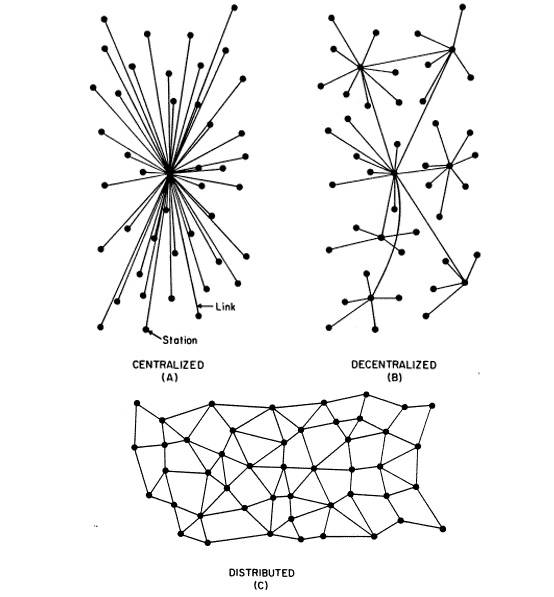 Link
Station
CENTRALIZED
(A)
DECENTRALIZED
(B)
DISTRIBUTED
(C)